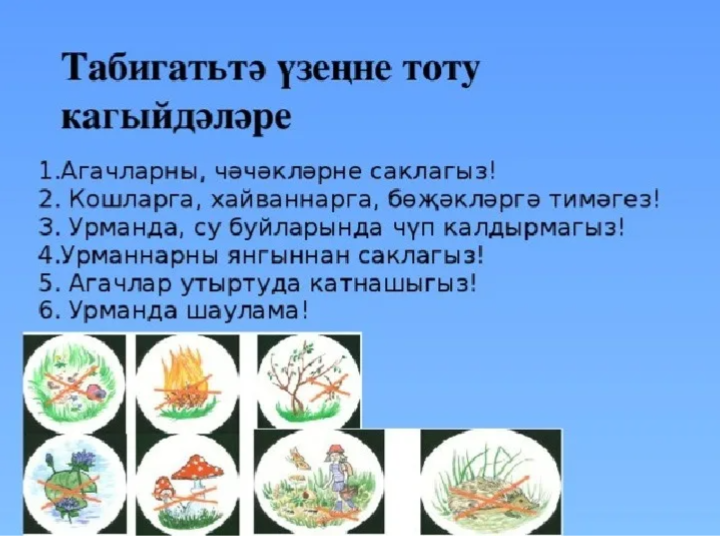 Табигатьтә үзеңне тоту
кагыйдәләре
1.Агачларны, чәчәкләрне саклагыз!
2. Кошларга, хайваннарга, бөҗәкләргә тимәгез!
3. Урманда, су буйларында чүп калдырмагыз!
4.Урманнарны янгыннан саклагыз!
5. Агачлар утыртуда катнашыгыз!
6. Урманда шаулама!